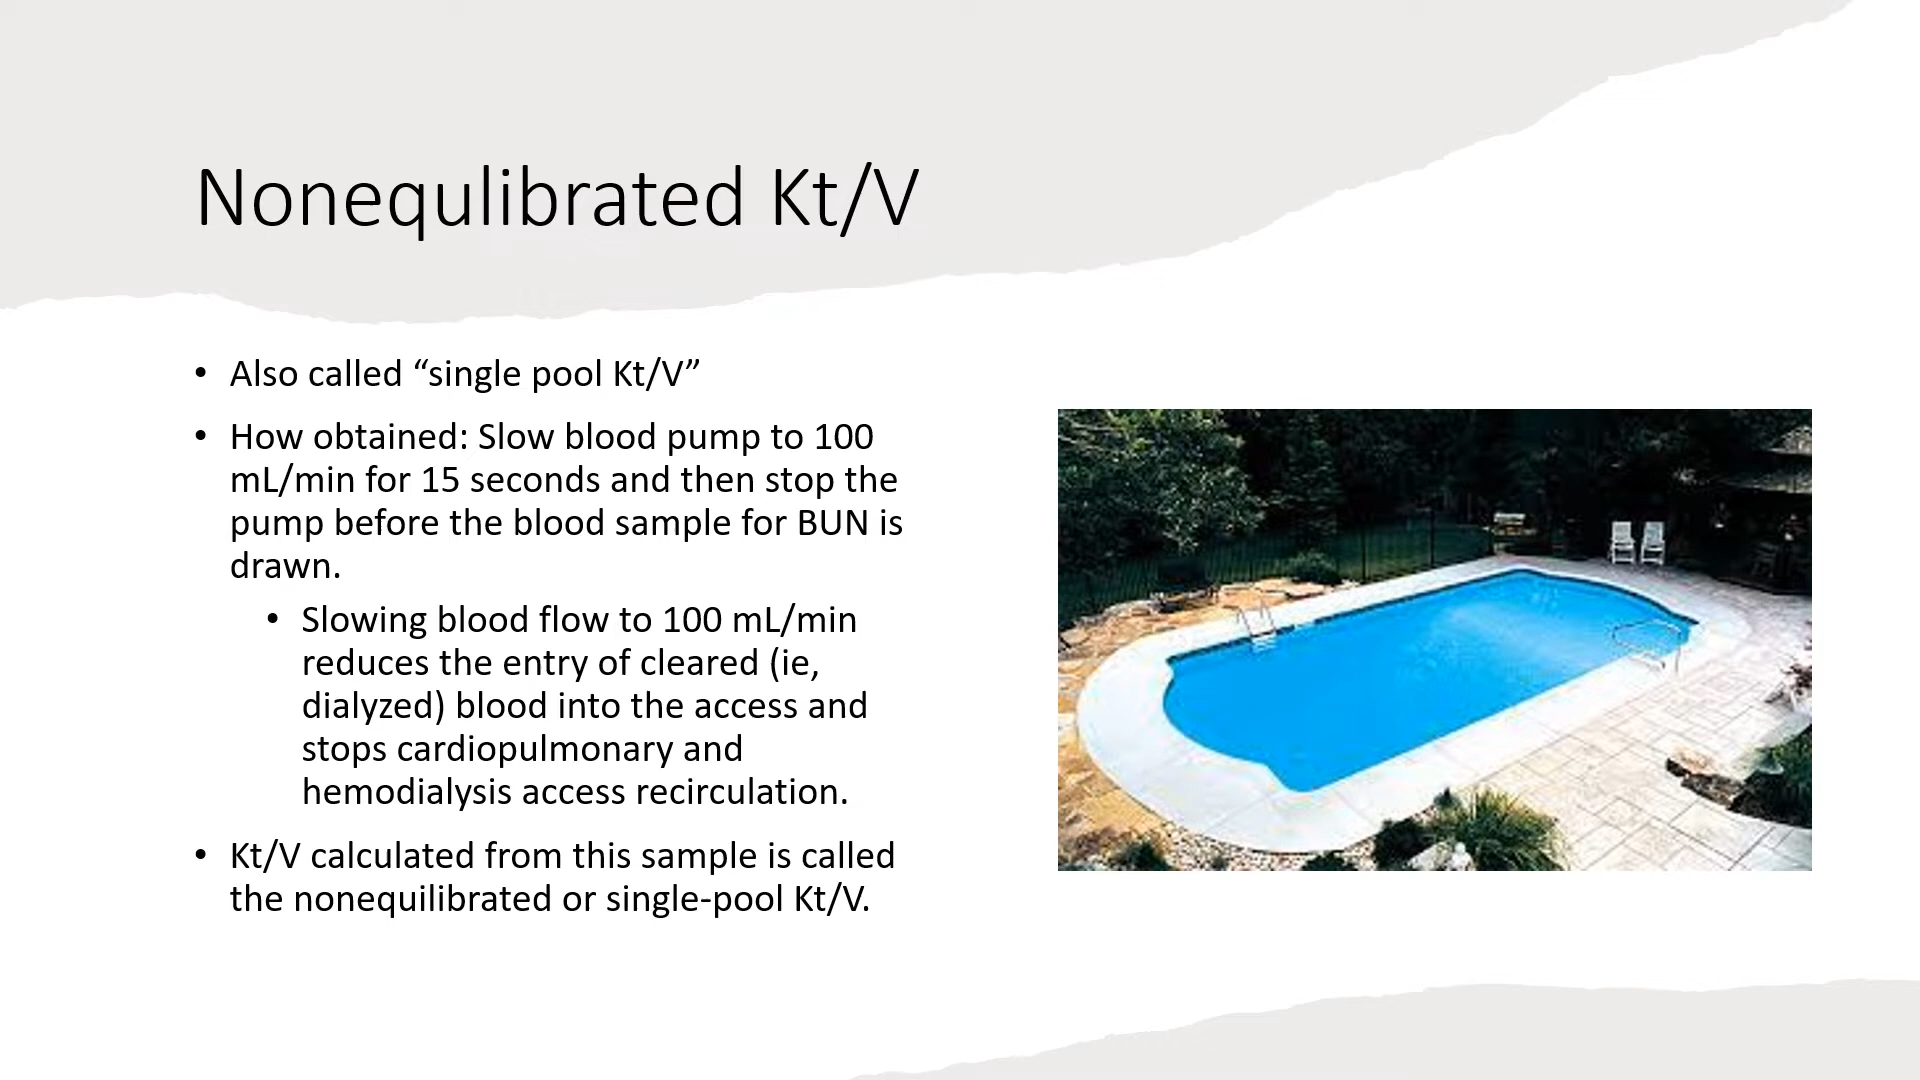 Nonequlibrated Kt/V
• Also called “single pool Kt/V”
• How obtained: Slow blood pump to 100
mL/min for 15 seconds and then stop the
pump before the blood sample for BUN is
drawn.
• Slowing blood flow to 100 mL/min
reduces the entry of cleared (ie,
dialyzed) blood into the access and
stops cardiopulmonary and
hemodialysis access recirculation.
• Kt/V calculated from this sample is called
the nonequilibrated or single-pool Kt/V.